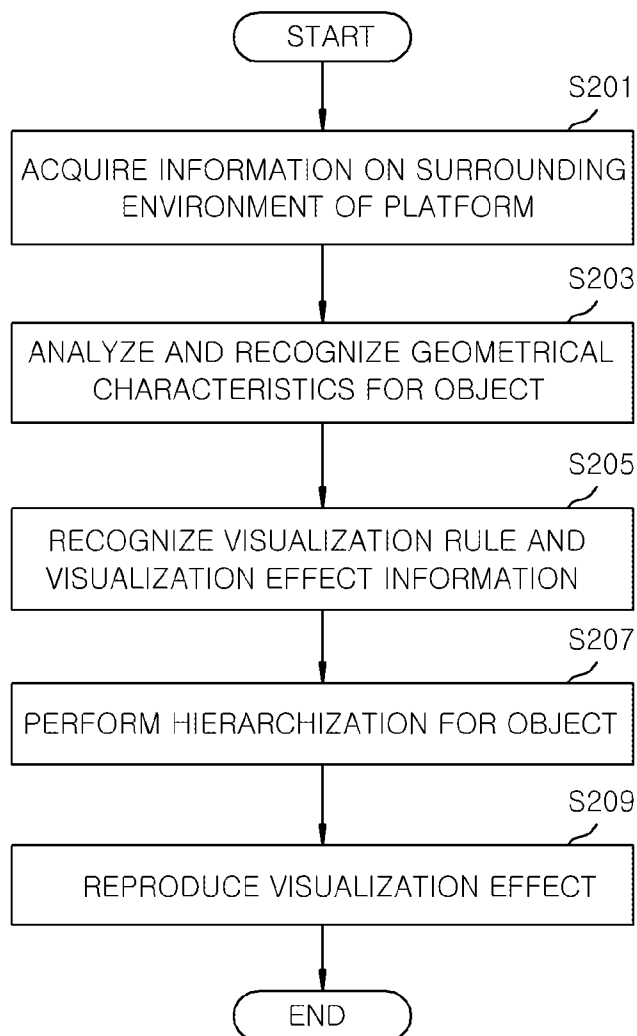 START
S201
ACQUIRE INFORMATION ON SURROUNDING
ENVIRONMENT OF PLATFORM
S203
ANALYZE AND RECOGNIZE GEOMETRICAL
CHARACTERISTICS FOR OBJECT
S205
RECOGNIZE VISUALIZATION RULE AND
VISUALIZATION EFFECT INFORMATION
S207
PERFORM HIERARCHIZATION FOR OBJECT
S209
REPRODUCE VISUALIZATION EFFECT
END